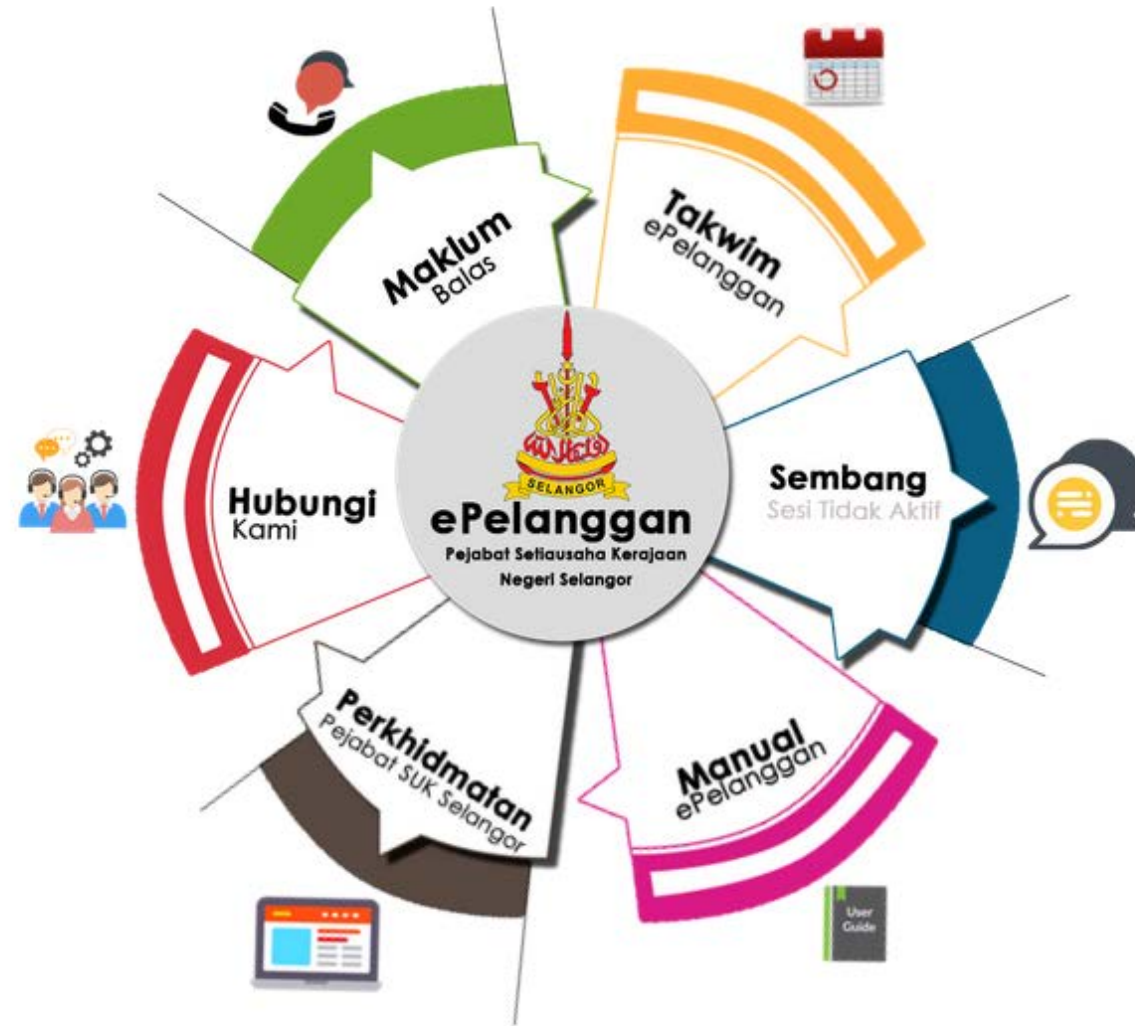 Maklum
Balas
Takwim
ePelanggan
Hubungi
Kami
SELANGOR
ePelanggan
Pejabat Setiausaha Kerajaan
Negeri Selangor
Sembang
Sesi Tidak Aktif
Perkhidmatan
Pejabat SUK Selangor
Manual
ePelanggan
User
Guide